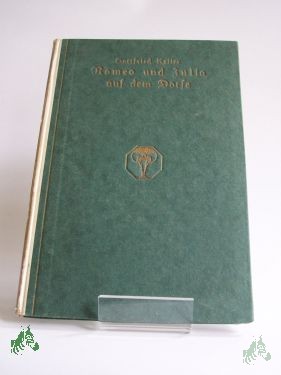 Gottfried Keller
Romeo und Julia
auf dem Dorfe